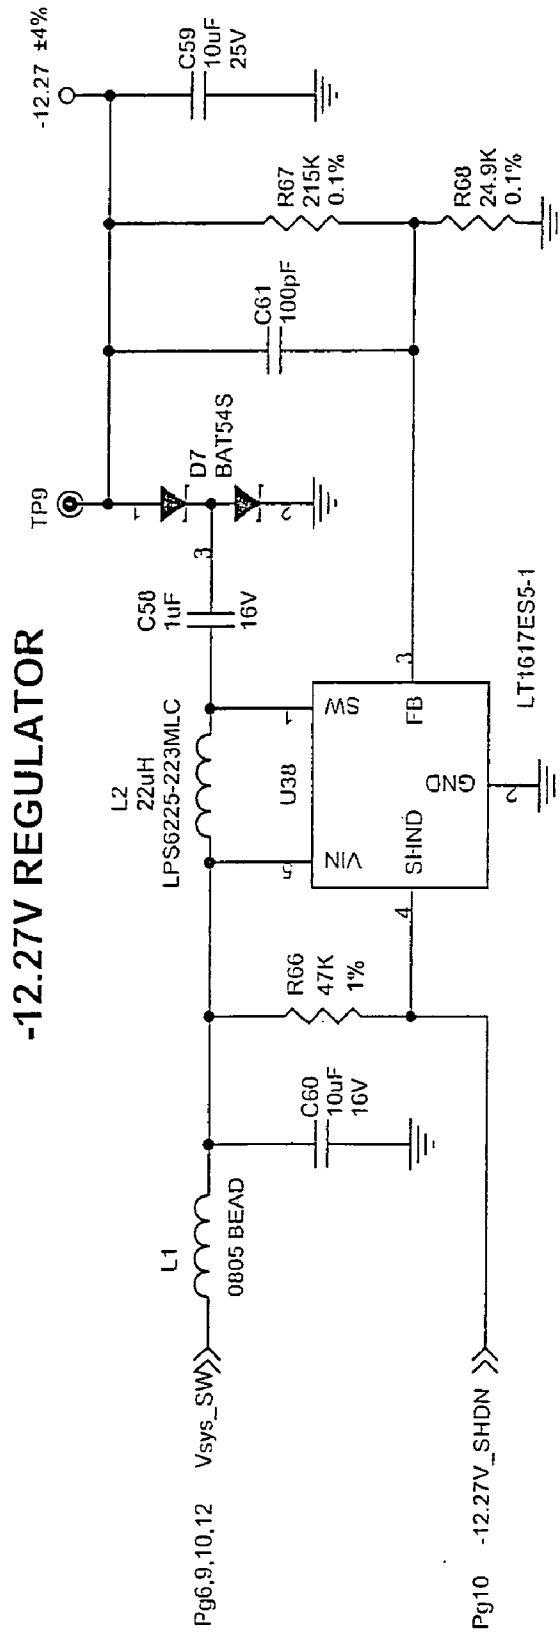 -12.27V REGULATOR
Pg6,9,10,12 Vsys_SW
L1
0805 BEAD
C60
10uF
16V
R66
47K
1%
L2
22uH
LPS6225-223MLC
U38
VIN
5
SW
1
SHND
4
GND
2
FB
3
LT1617ES5-1
C58
1uF
16V
3
TP9
1
D7
BAT54S
2
C61
100pF
R67
215K
0.1%
R68
24.9K
0.1%
-12.27 ±4%
C59
10uF
25V
Pg10 -12.27V_SHDN